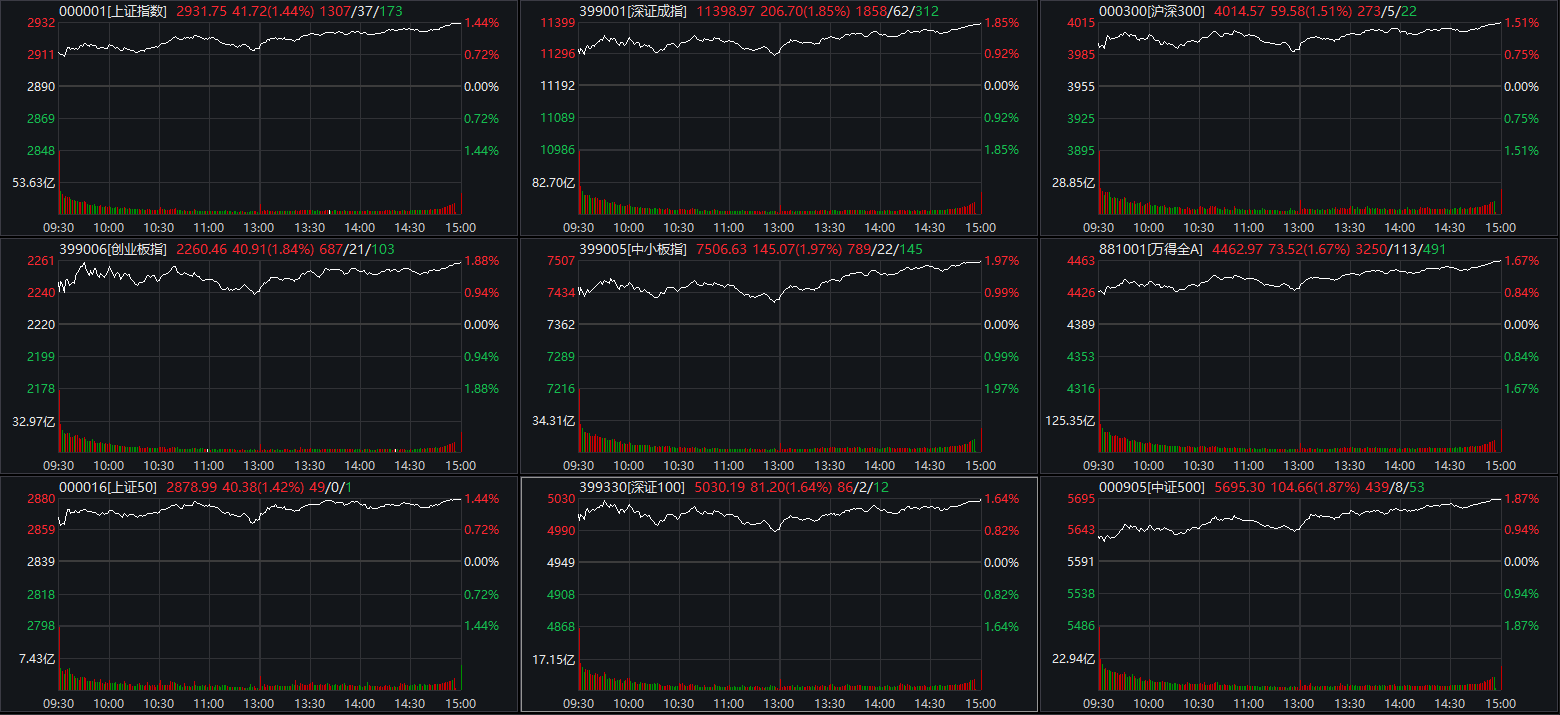 000001[上证指数] 2931.75 41.72(1.44%) 1307/37/173
2932 1.44%
2911 0.72%
2890 0.00%
2869 0.72%
2848 1.44%
53.63亿
09:30 10:00 10:30 11:00 13:00 13:30 14:00 14:30 15:00
399001[深证成指] 11398.97 206.70(1.85%) 1858/62/312
11399 1.85%
11296 0.92%
11192 0.00%
11089 0.92%
10986 1.85%
82.70亿
09:30 10:00 10:30 11:00 13:00 13:30 14:00 14:30 15:00
000300[沪深300] 4014.57 59.58(1.51%) 273/5/22
4015 1.51%
3985 0.75%
3955 0.00%
3925 0.75%
3895 1.51%
28.85亿
09:30 10:00 10:30 11:00 13:00 13:30 14:00 14:30 15:00
399006[创业板指] 2260.46 40.91(1.84%) 687/21/103
2261 1.88%
2240 0.94%
2220 0.00%
2199 0.94%
2178 1.88%
32.97亿
09:30 10:00 10:30 11:00 13:00 13:30 14:00 14:30 15:00
399005[中小板指] 7506.63 145.07(1.97%) 789/22/145
7507 1.97%
7434 0.99%
7362 0.00%
7289 0.99%
7216 1.97%
34.31亿
09:30 10:00 10:30 11:00 13:00 13:30 14:00 14:30 15:00
881001[万得全A] 4462.97 73.52(1.67%) 3250/113/491
4463 1.67%
4426 0.84%
4389 0.00%
4353 0.84%
4316 1.67%
125.35亿
09:30 10:00 10:30 11:00 13:00 13:30 14:00 14:30 15:00
000016[上证50] 2878.99 40.38(1.42%) 49/0/1
2880 1.44%
2859 0.72%
2839 0.00%
2818 0.72%
2798 1.44%
7.43亿
09:30 10:00 10:30 11:00 13:00 13:30 14:00 14:30 15:00
399330[深证100] 5030.19 81.20(1.64%) 86/2/12
5030 1.64%
4990 0.82%
4949 0.00%
4908 0.82%
4868 1.64%
17.15亿
09:30 10:00 10:30 11:00 13:00 13:30 14:00 14:30 15:00
000905[中证500] 5695.30 104.66(1.87%) 439/8/53
5695 1.87%
5643 0.94%
5591 0.00%
5538 0.94%
5486 1.87%
22.94亿
09:30 10:00 10:30 11:00 13:00 13:30 14:00 14:30 15:00